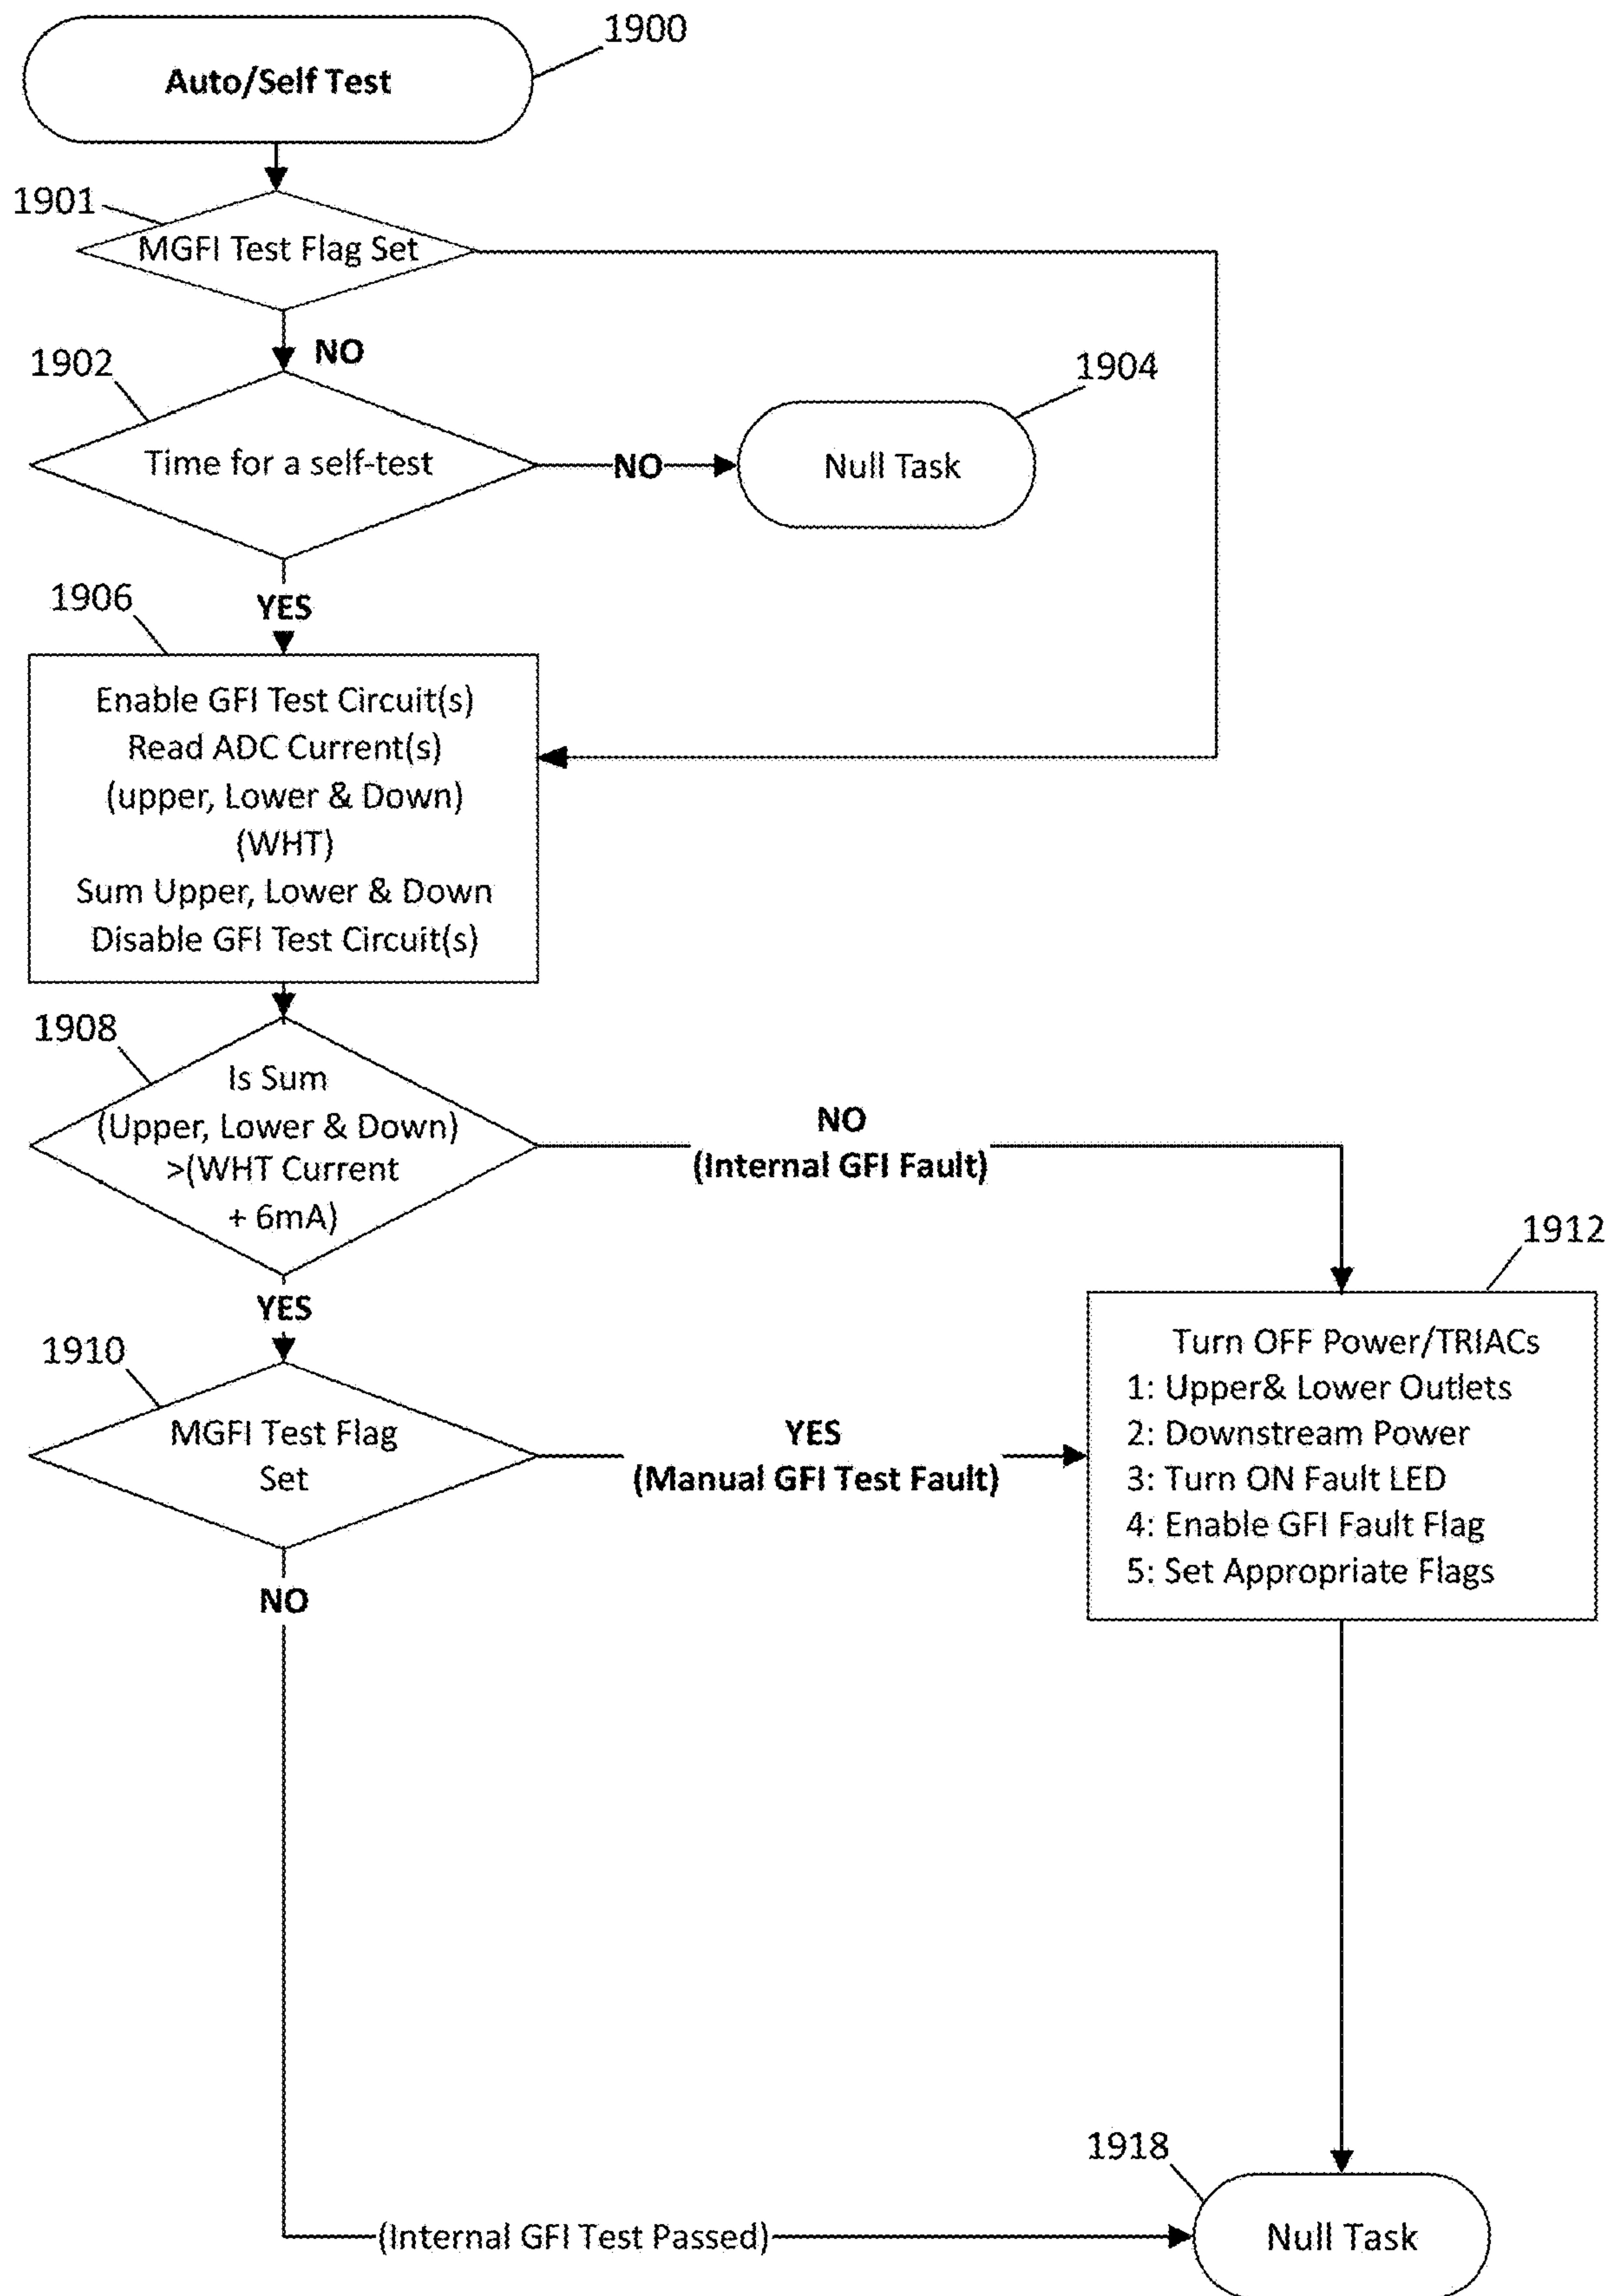 1900
Auto/Self Test
1901
MGFI Test Flag Set
NO
1902
1904
Time for a self-test
NO
Null Task
YES
1906
Enable GFI Test Circuit(s)
Read ADC Current(s)
(upper, Lower & Down)
(WHT)
Sum Upper, Lower & Down
Disable GFI Test Circuit(s)
1908
Is Sum
(Upper, Lower & Down)
>(WHT Current
+ 6mA)
NO
(Internal GFI Fault)
YES
1912
1910
MGFI Test Flag
Set
YES
(Manual GFI Test Fault)
Turn OFF Power/TRIACs
1: Upper& Lower Outlets
2: Downstream Power
3: Turn ON Fault LED
4: Enable GFI Fault Flag
5: Set Appropriate Flags
NO
1918
(Internal GFI Test Passed)
Null Task